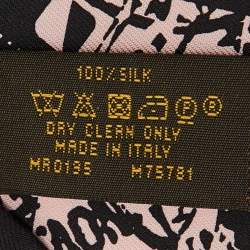 100% SILK
DRY CLEAN ONLY
MADE IN ITALY
MR0195 M75781